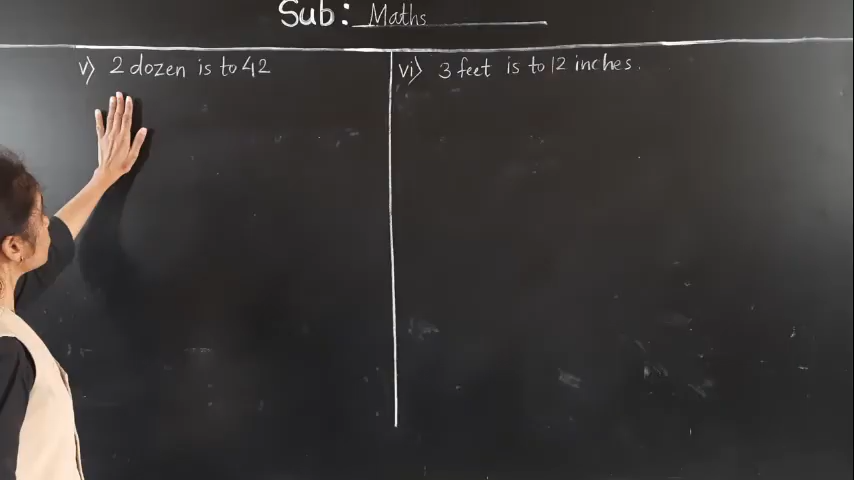 Sub: Maths
v) 2 dozen is to 42
vi) 3 feet is to 12 inches.